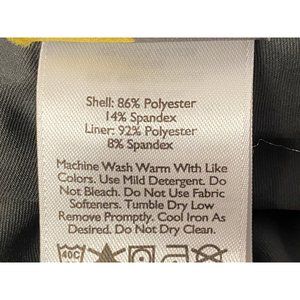 Shell: 86% Polyester
14% Spandex
Liner: 92% Polyester
8% Spandex
Machine Wash Warm With Like
Colors. Use Mild Detergent. Do
Not Bleach. Do Not Use Fabric
Softeners. Tumble Dry Low
Remove Promptly. Cool Iron As
Desired. Do Not Dry Clean.
40C